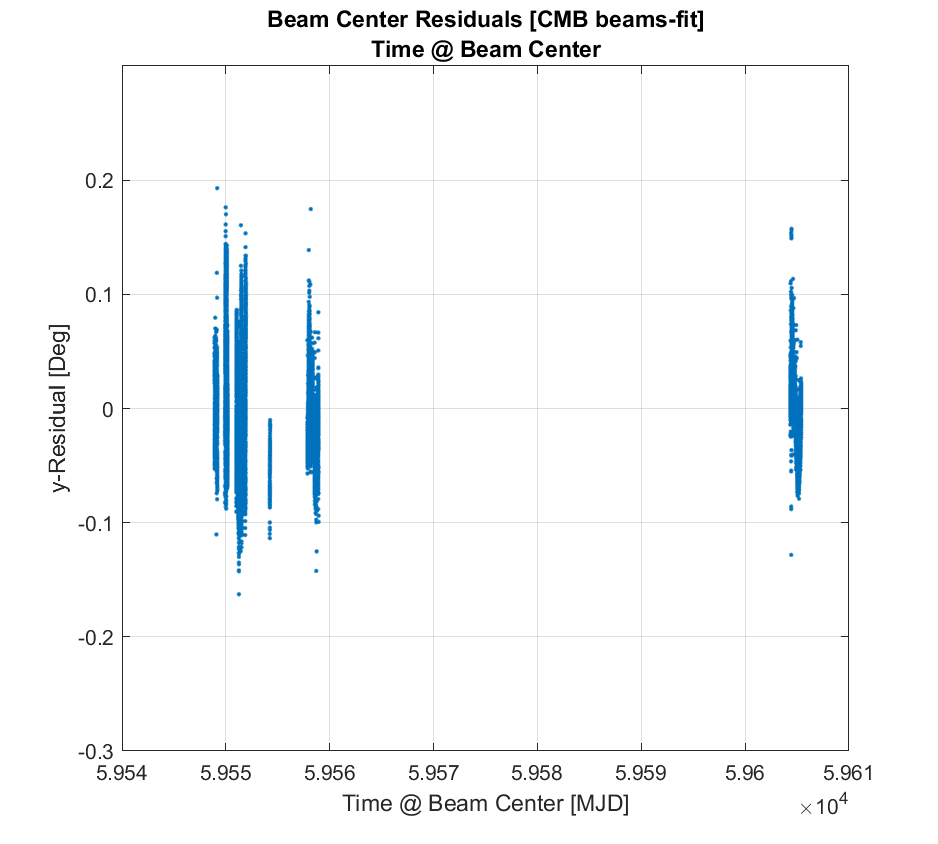 Beam Center Residuals [CMB beams-fit]
Time @ Beam Center
0.2
0.1
0
-0.1
-0.2
-0.3
y-Residual [Deg]
5.954 5.955 5.956 5.957 5.958 5.959 5.96 5.961
Time @ Beam Center [MJD]
×10⁴